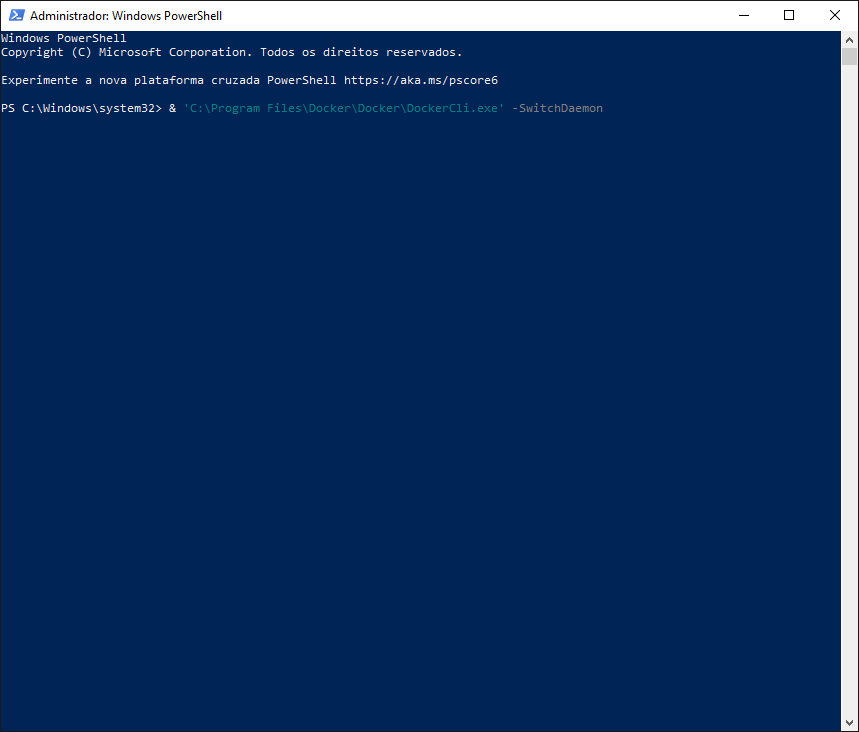 Administrador: Windows PowerShell
Windows PowerShell
Copyright (C) Microsoft Corporation. Todos os direitos reservados.
Experimente a nova plataforma cruzada PowerShell https://aka.ms/pscore6
PS C:\Windows\system32> & 'C:\Program Files\Docker\Docker\DockerCli.exe' -SwitchDaemon